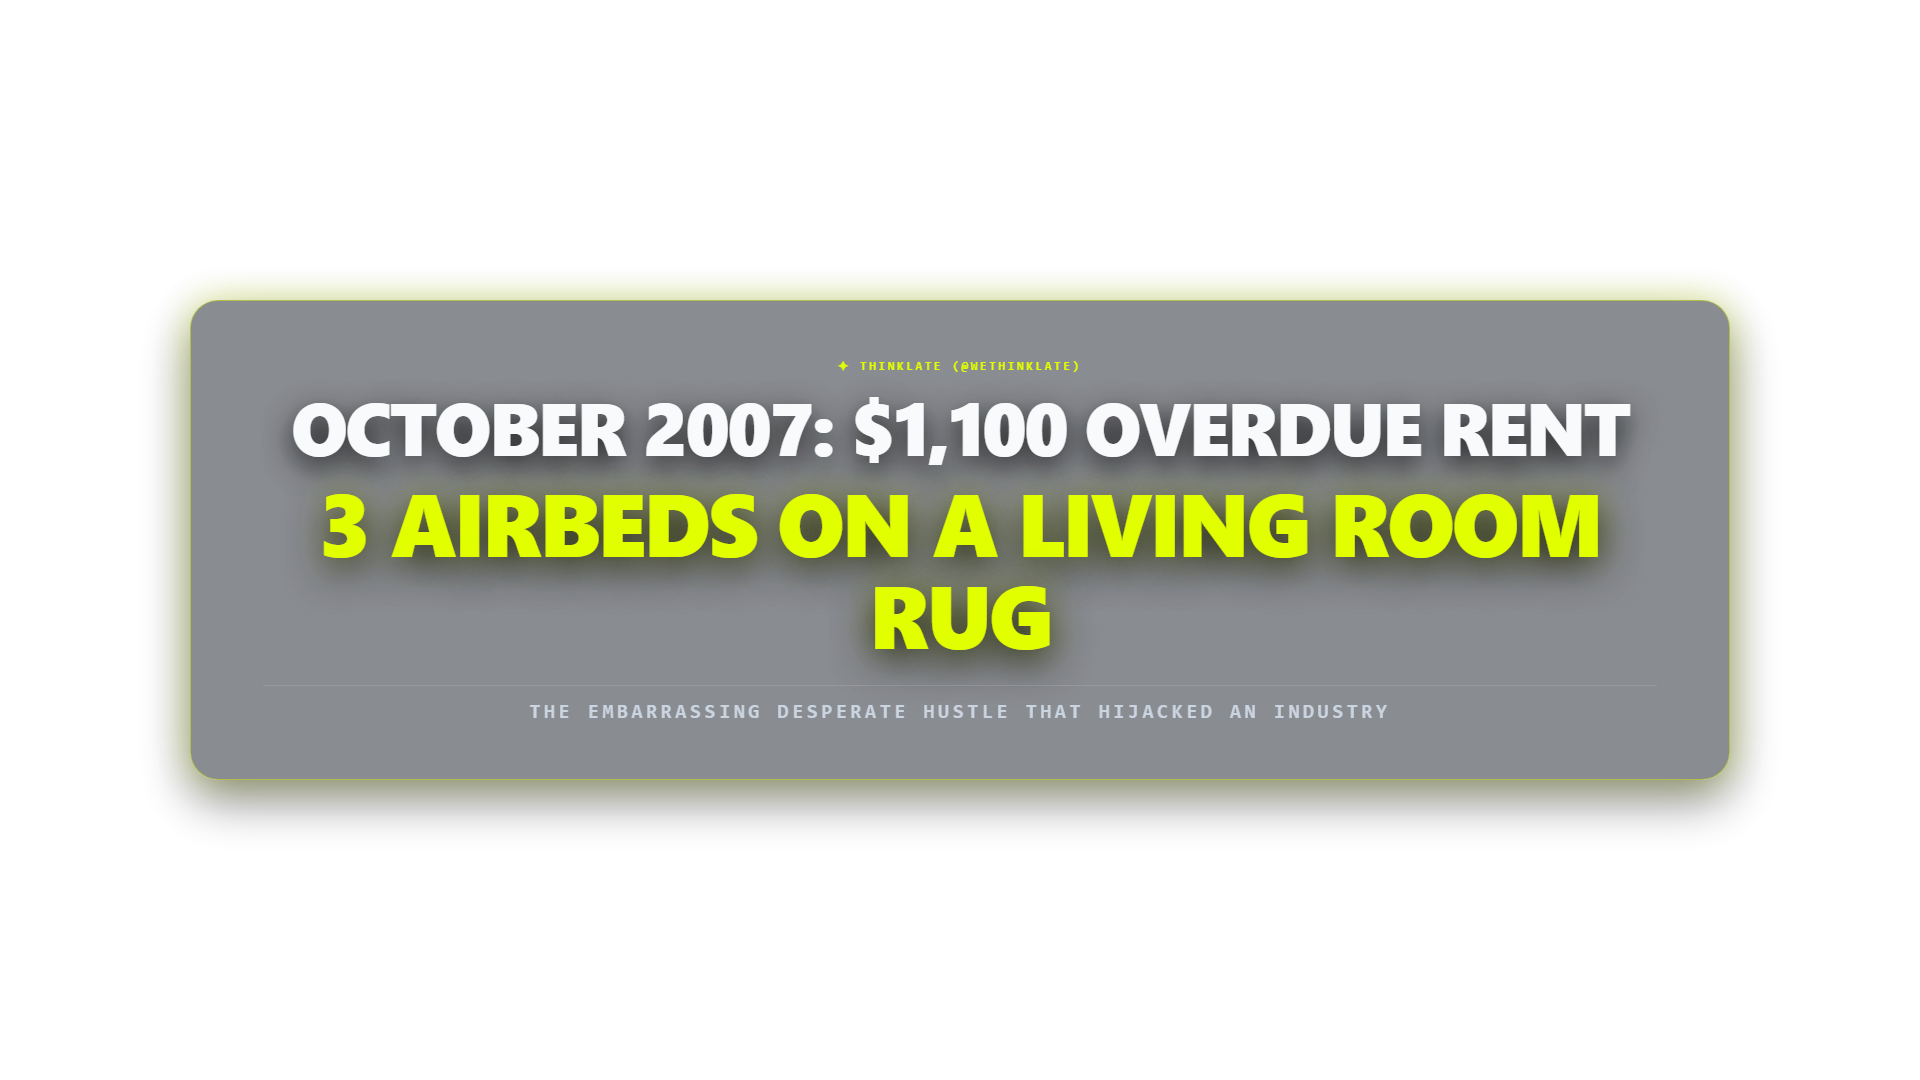 ✦ THINKLATE (@WETHINKLATE)
OCTOBER 2007: $1,100 OVERDUE RENT
3 AIRBEDS ON A LIVING ROOM
RUG
THE EMBARRASSING DESPERATE HUSTLE THAT HIJACKED AN INDUSTRY